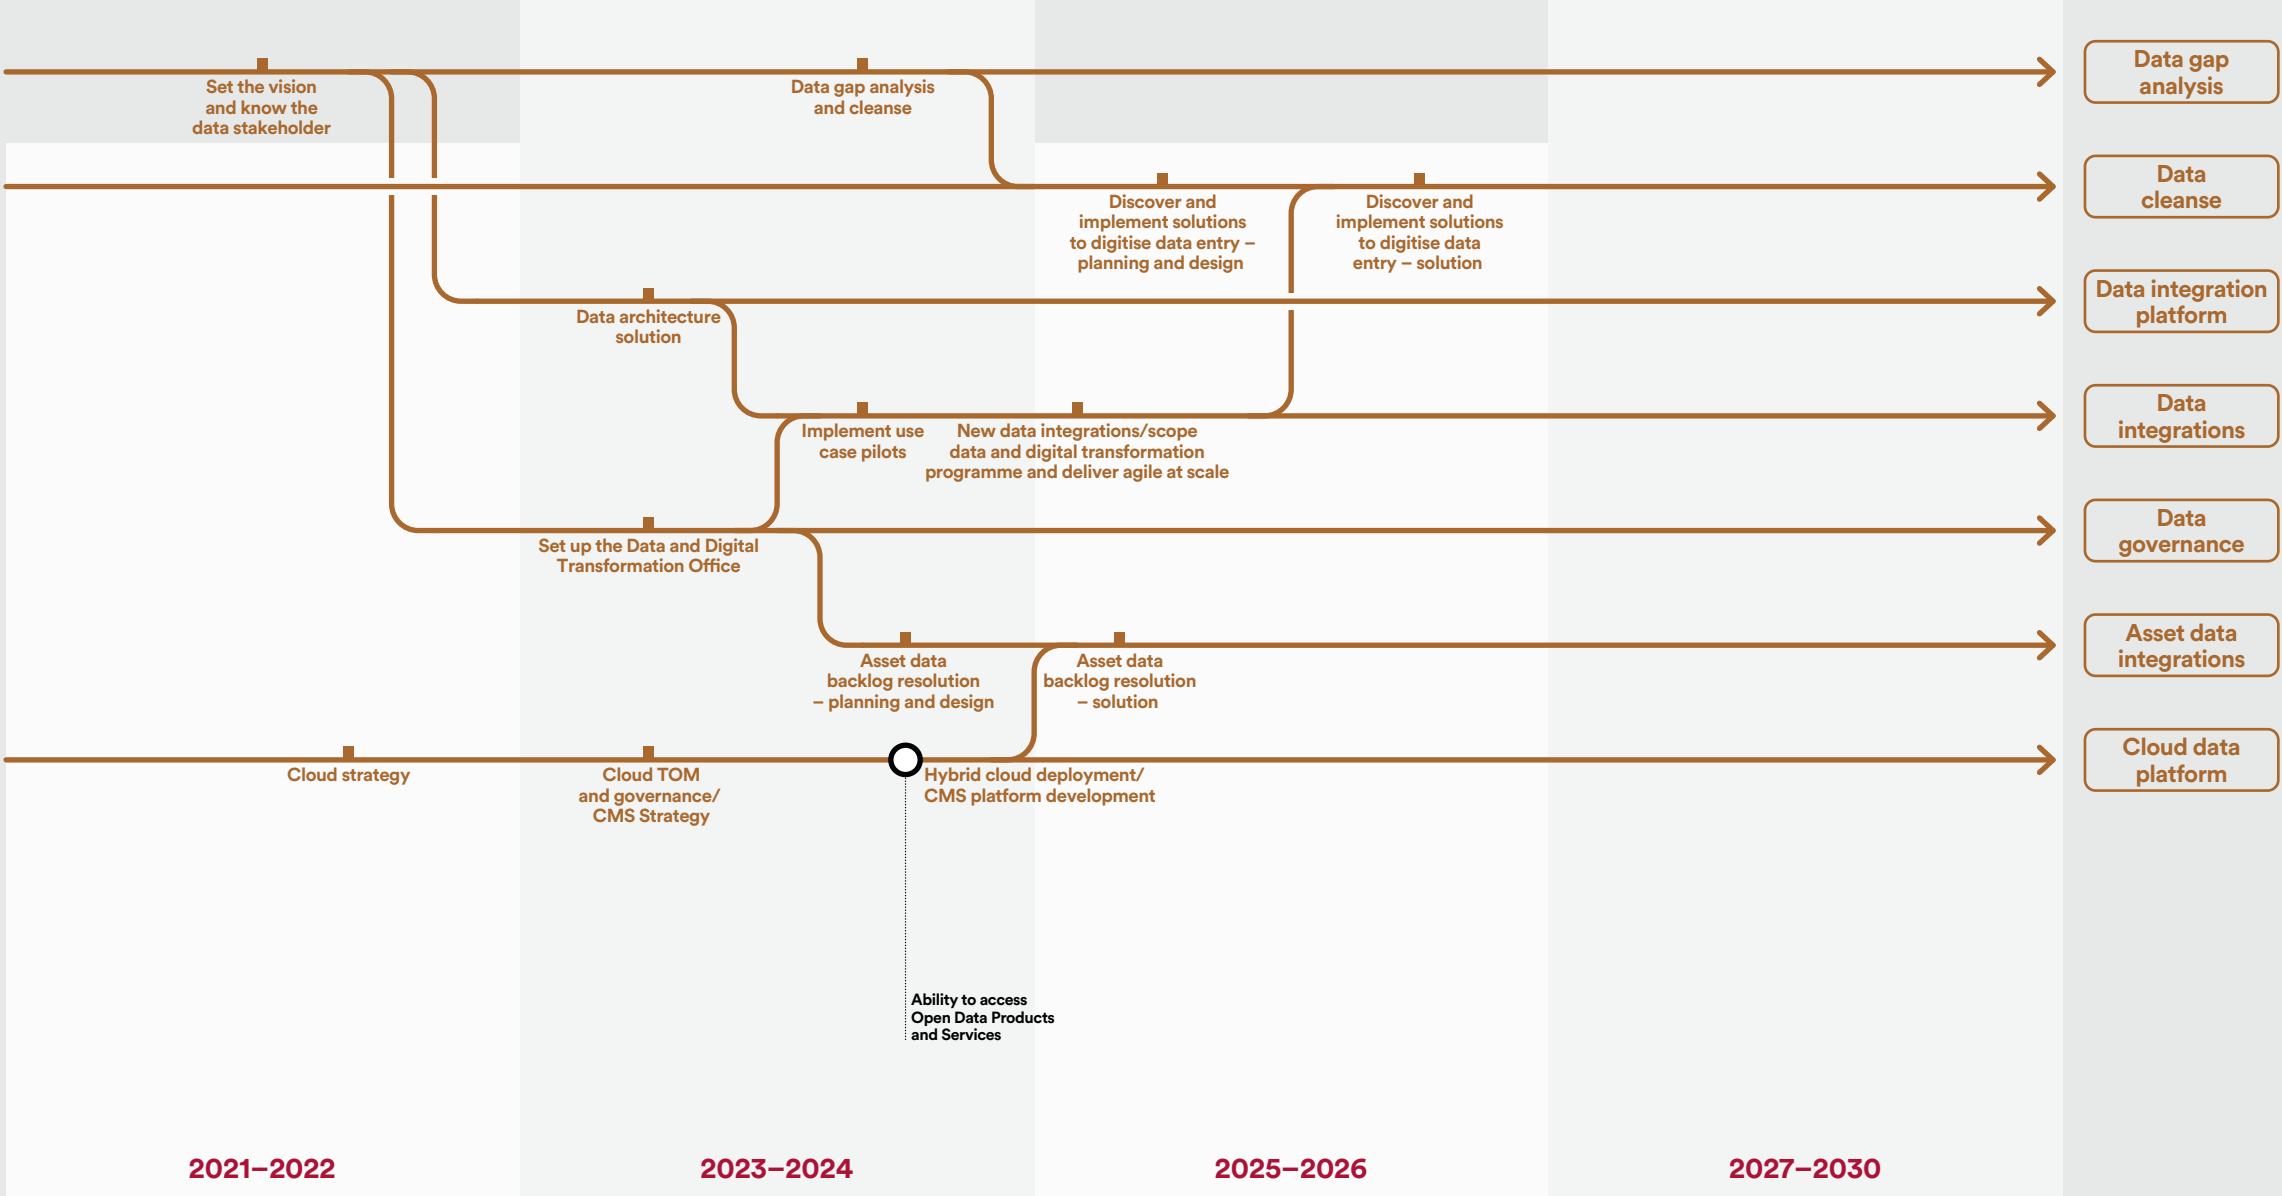 Set the vision
and know the
data stakeholder
Data gap analysis
and cleanse
Data gap
analysis
Discover and
implement solutions
to digitise data entry –
planning and design
Discover and
implement solutions
to digitise data
entry – solution
Data
cleanse
Data architecture
solution
Data integration
platform
Implement use
case pilots
New data integrations/scope
data and digital transformation
programme and deliver agile at scale
Data
integrations
Set up the Data and Digital
Transformation Office
Data
governance
Asset data
backlog resolution
– planning and design
Asset data
backlog resolution
– solution
Asset data
integrations
Cloud strategy
Cloud TOM
and governance/
CMS Strategy
Hybrid cloud deployment/
CMS platform development
Cloud data
platform
Ability to access
Open Data Products
and Services
2021–2022
2023–2024
2025–2026
2027–2030